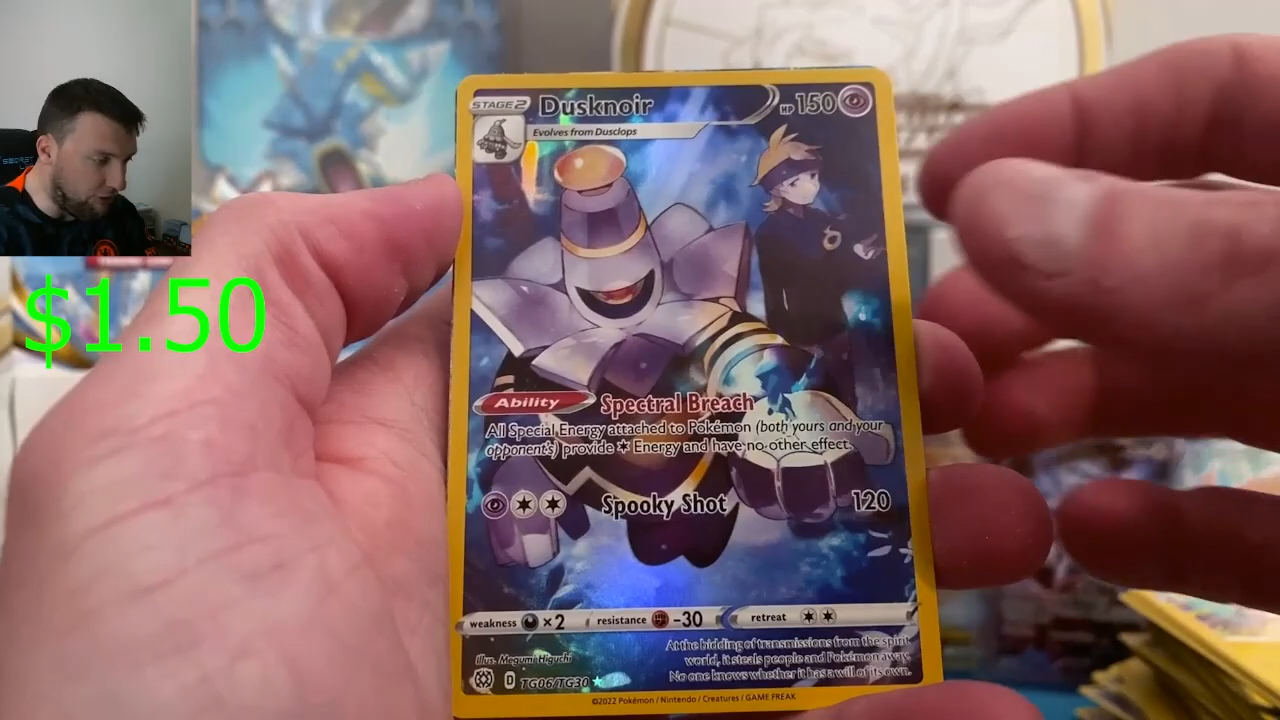 STAGE 2 Dusknoir HP 150
Evolves from Dusclops
$1.50
Ability Spectral Breach
All Special Energy attached to Pokémon (both yours and your
opponent's) provide Energy and have no other effect.
Spooky Shot 120
weakness ×2 resistance -30 retreat
At the bidding of transmissions from the spirit
world, it steals people and Pokémon away.
No one knows whether it has a will of its own.
Illus. Megumi Higuchi
D TG06/TG30
©2022 Pokémon / Nintendo / Creatures / GAME FREAK